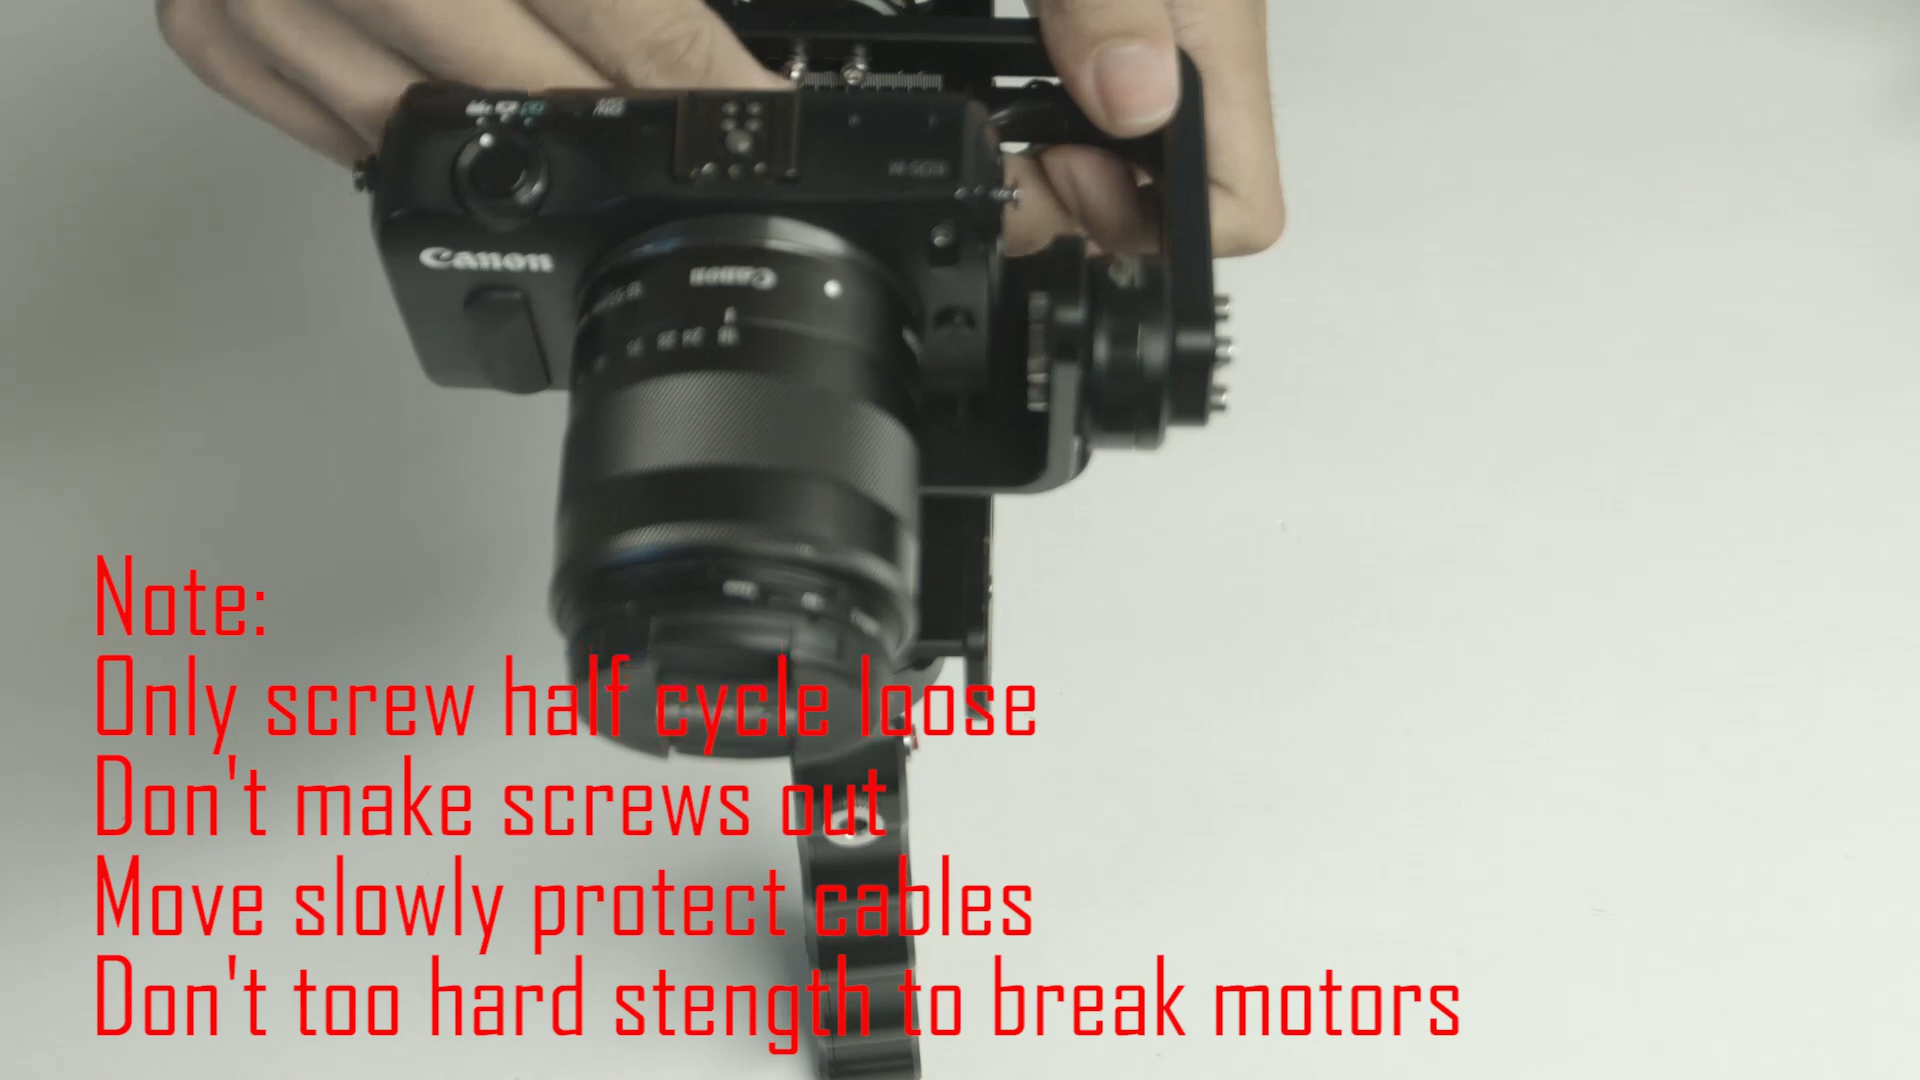 Canon
Canon
Note:
Only screw half cycle loose
Don't make screws out
Move slowly protect cables
Don't too hard stength to break motors